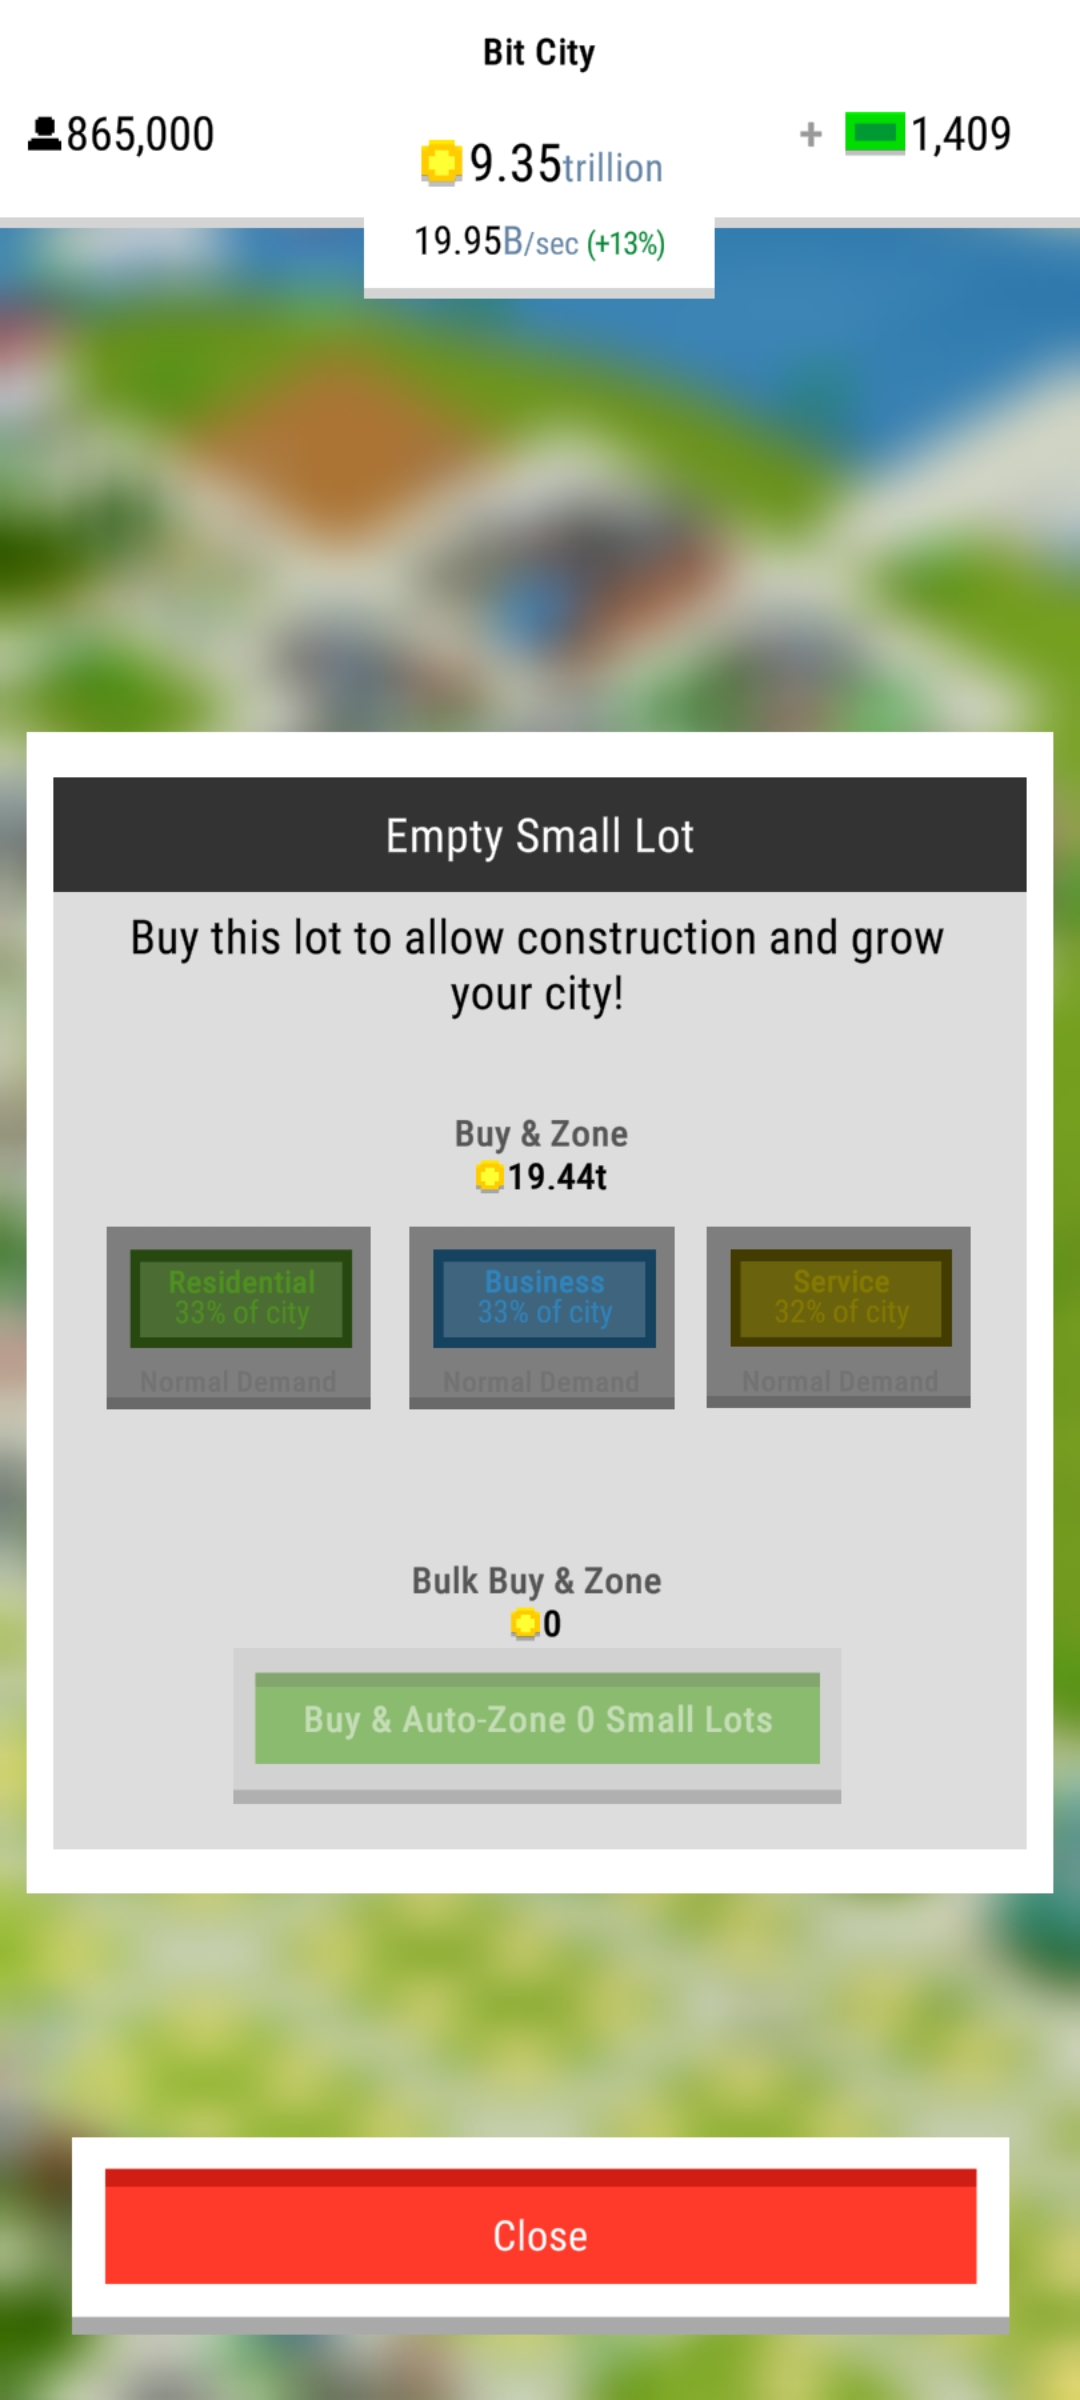 Bit City
865,000
9.35trillion
+ 1,409
19.95B/sec (+13%)
Empty Small Lot
Buy this lot to allow construction and grow
your city!
Buy & Zone
19.44t
Residential
33% of city
Normal Demand
Business
33% of city
Normal Demand
Service
32% of city
Normal Demand
Bulk Buy & Zone
0
Buy & Auto-Zone 0 Small Lots
Close